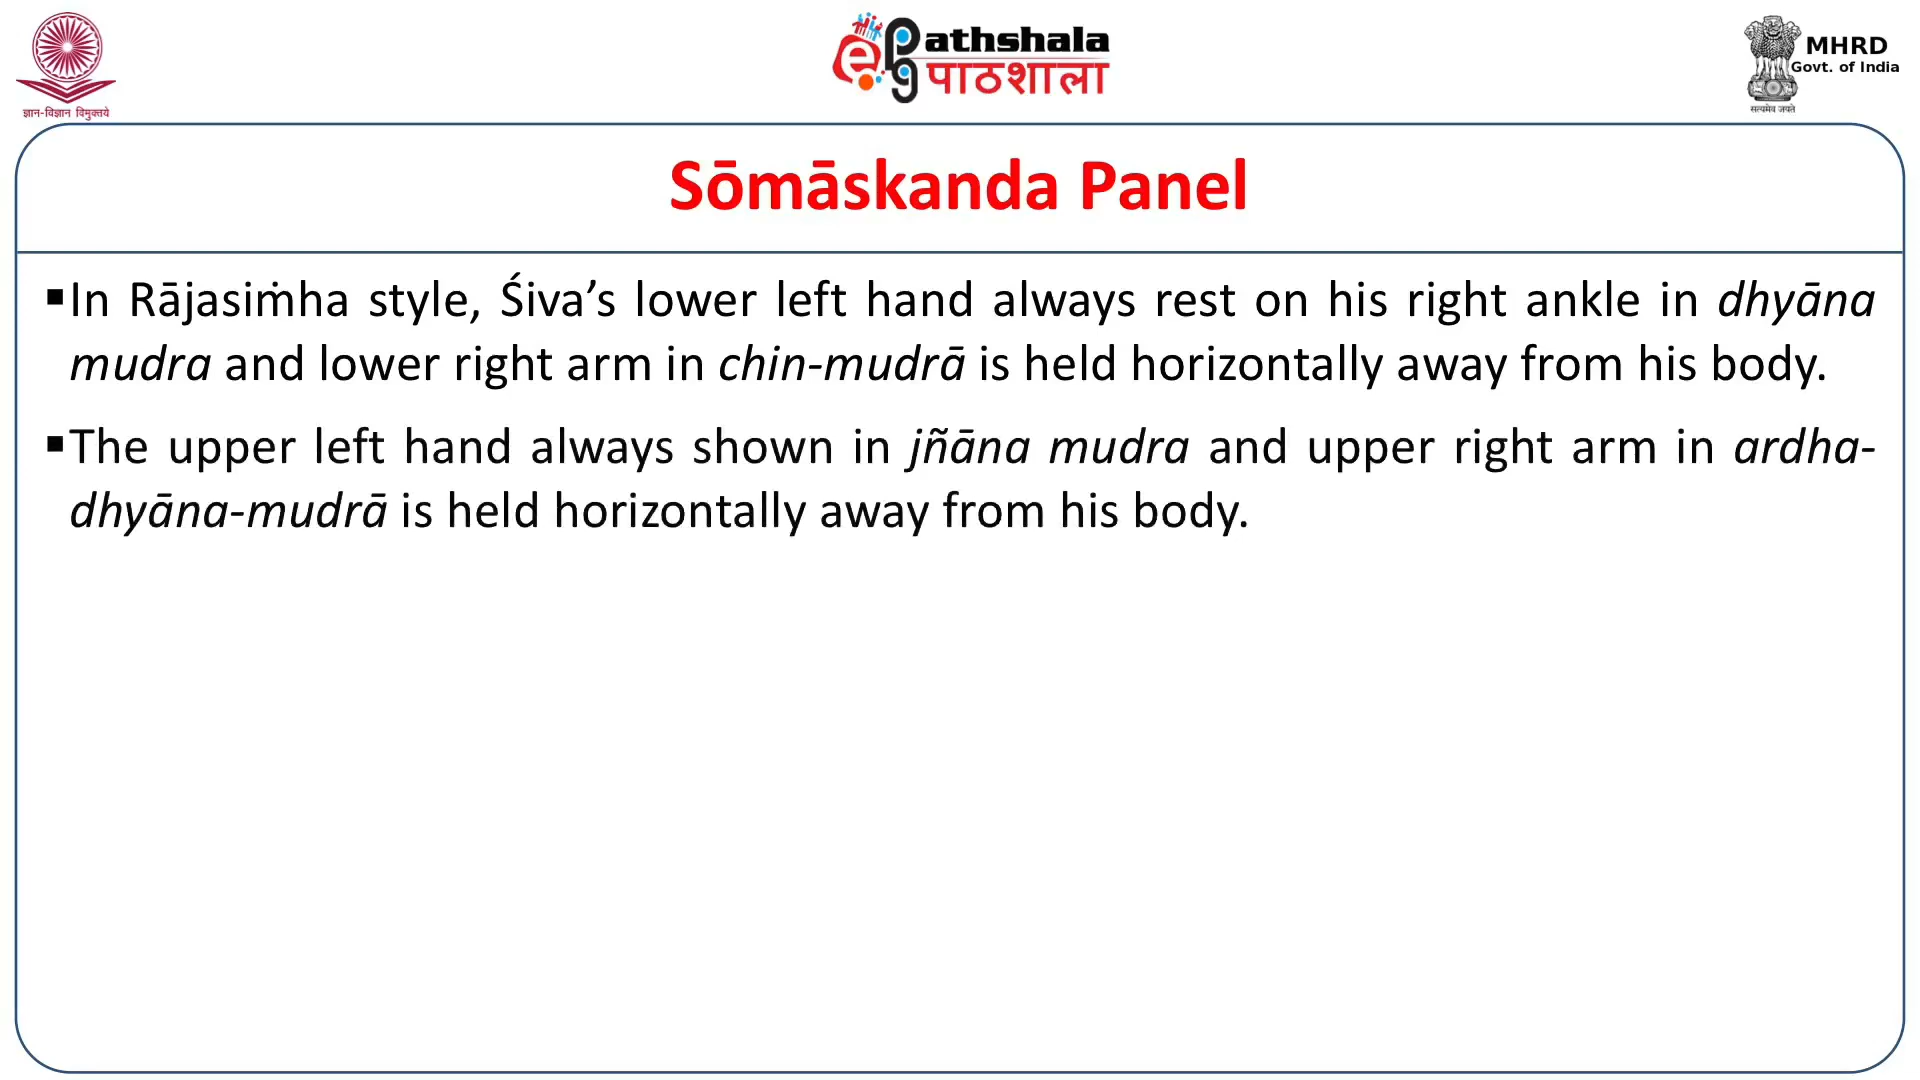 ज्ञान-विज्ञान विमुक्तये
e Pathshala
pg पाठशाला
MHRD
Govt. of India
सत्यमेव जयते
Sōmāskanda Panel
▪In Rājasiṁha style, Śiva’s lower left hand always rest on his right ankle in dhyāna
mudra and lower right arm in chin-mudrā is held horizontally away from his body.
▪The upper left hand always shown in jñāna mudra and upper right arm in ardha-
dhyāna-mudrā is held horizontally away from his body.